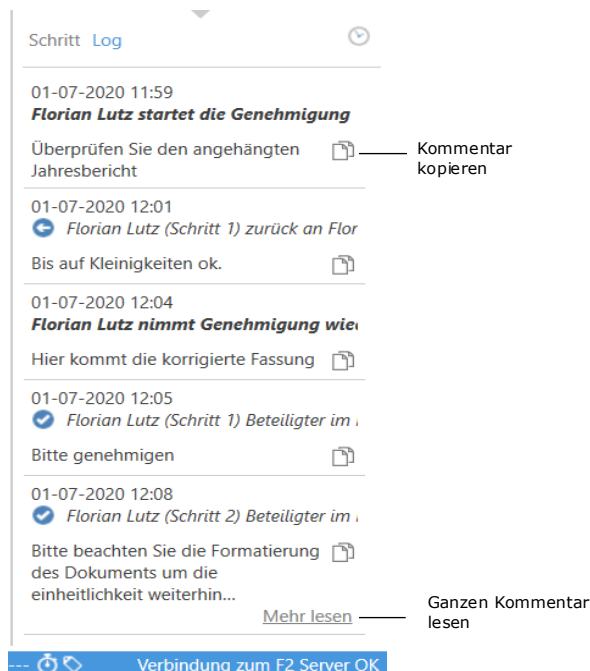 Schritt Log
01-07-2020 11:59
Florian Lutz startet die Genehmigung
Überprüfen Sie den angehängten
Jahresbericht
Kommentar
kopieren
01-07-2020 12:01
Florian Lutz (Schritt 1) zurück an Flor
Bis auf Kleinigkeiten ok.
01-07-2020 12:04
Florian Lutz nimmt Genehmigung wie
Hier kommt die korrigierte Fassung
01-07-2020 12:05
Florian Lutz (Schritt 1) Beteiligter im
Bitte genehmigen
01-07-2020 12:08
Florian Lutz (Schritt 2) Beteiligter im
Bitte beachten Sie die Formatierung
des Dokuments um die
einheitlichkeit weiterhin...
Mehr lesen
Ganzen Kommentar
lesen
--- Verbindung zum F2 Server OK